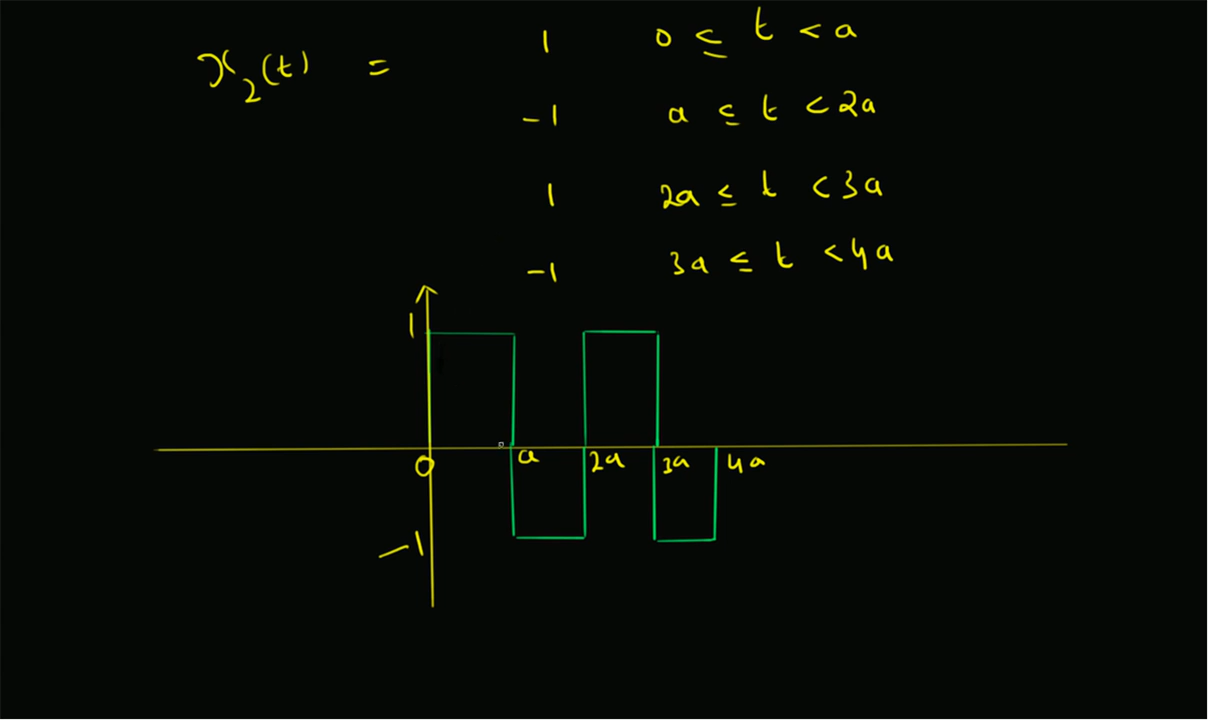 x₂(t) = 1 0 ≤ t < a
-1 a ≤ t < 2a
1 2a ≤ t < 3a
-1 3a ≤ t < 4a
1
0 a 2a 3a 4a
-1